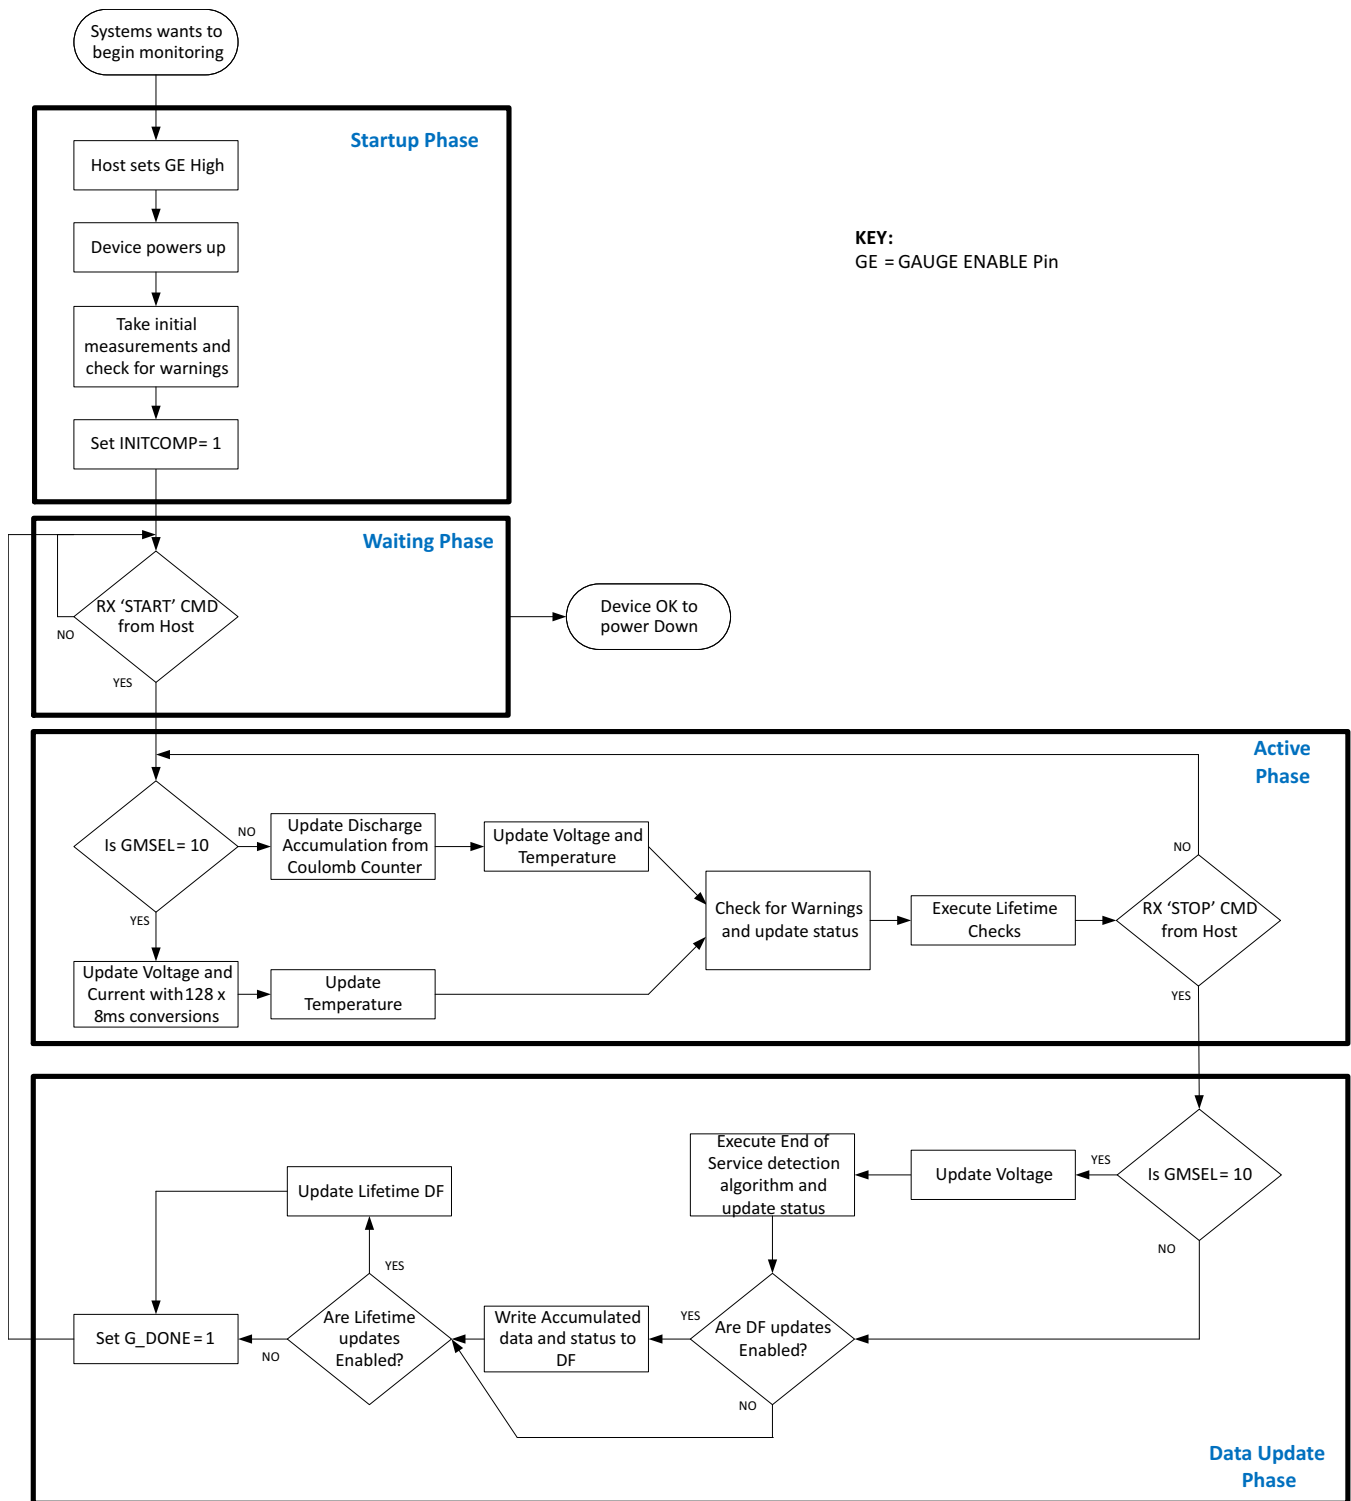 Systems wants to
begin monitoring
Startup Phase
Host sets GE High
Device powers up
KEY:
GE = GAUGE ENABLE Pin
Take initial
measurements and
check for warnings
Set INITCOMP= 1
Waiting Phase
RX ‘START’ CMD
from Host
NO
YES
Device OK to
power Down
Active
Phase
Is GMSEL= 10
NO
YES
Update Discharge
Accumulation from
Coulomb Counter
Update Voltage and
Temperature
Check for Warnings
and update status
Execute Lifetime
Checks
NO
RX ‘STOP’ CMD
from Host
YES
Update Voltage and
Current with128 x
8ms conversions
Update
Temperature
Is GMSEL= 10
YES
NO
Update Voltage
Execute End of
Service detection
algorithm and
update status
Update Lifetime DF
YES
Are DF updates
Enabled?
YES
NO
Write Accumulated
data and status to
DF
Are Lifetime
updates
Enabled?
NO
Set G_DONE= 1
Data Update
Phase